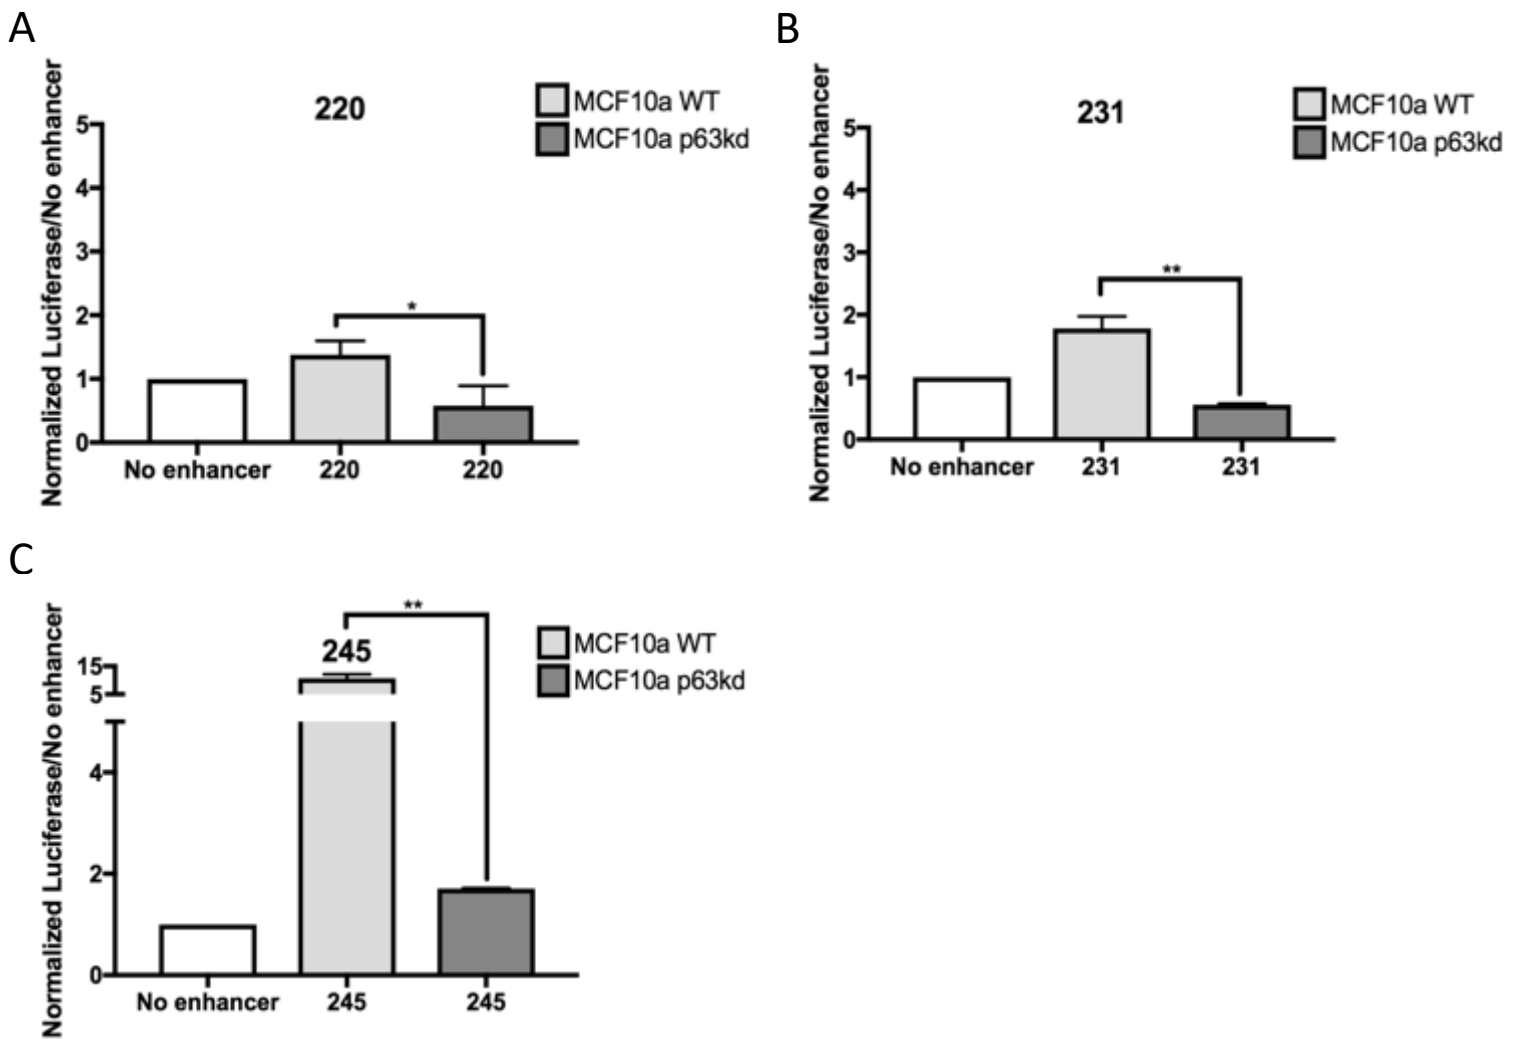 A
Normalized Luciferase/No enhancer
220
MCF10a WT
MCF10a p63kd
5
4
3
2
1
0
*
No enhancer
220
220
B
Normalized Luciferase/No enhancer
231
MCF10a WT
MCF10a p63kd
5
4
3
2
1
0
**
No enhancer
231
231
C
Normalized Luciferase/No enhancer
**
245
MCF10a WT
MCF10a p63kd
15
5
4
2
0
No enhancer
245
245